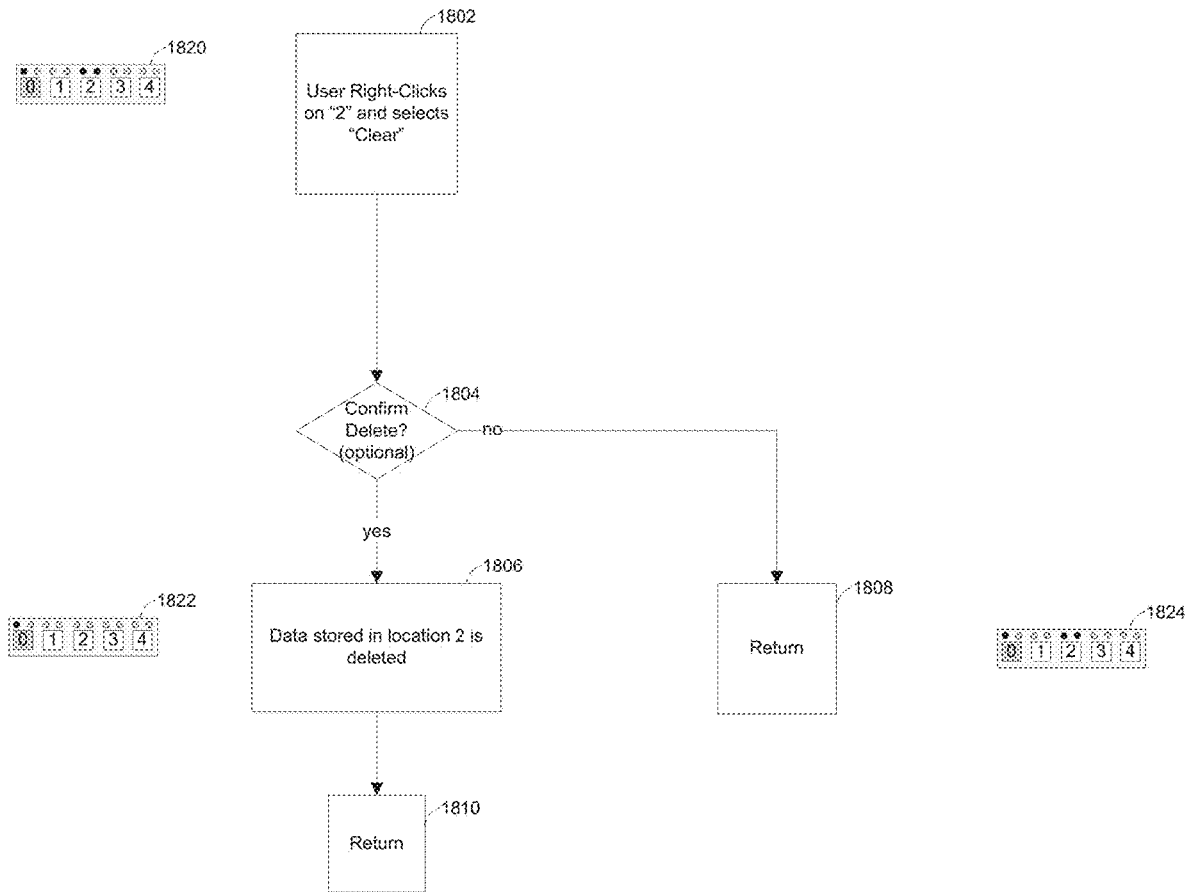 1802
1820
0 1 2 3 4
User Right-Clicks
on "2" and selects
"Clear"
1804
Confirm
Delete?
(optional)
no
yes
1806
1822
0 1 2 3 4
Data stored in location 2 is
deleted
1808
Return
1824
0 1 2 3 4
1810
Return